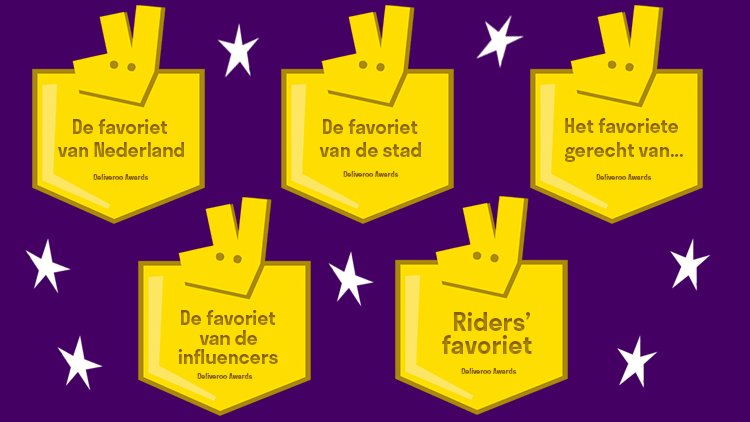 De favoriet
van Nederland
Deliveroo Awards
De favoriet
van de stad
Deliveroo Awards
Het favoriete
gerecht van...
Deliveroo Awards
De favoriet
van de
influencers
Deliveroo Awards
Riders’
favoriet
Deliveroo Awards